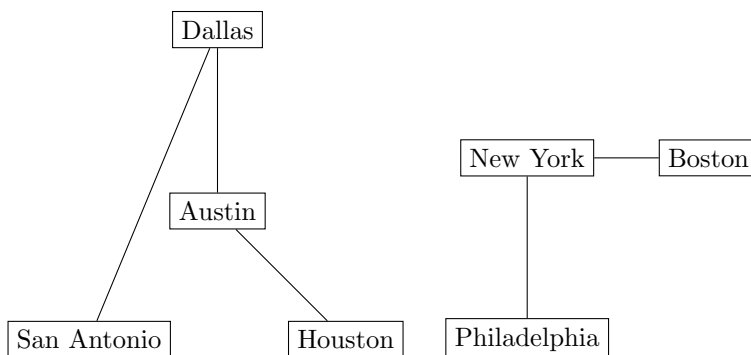 Dallas
New York
Boston
Austin
San Antonio
Houston
Philadelphia